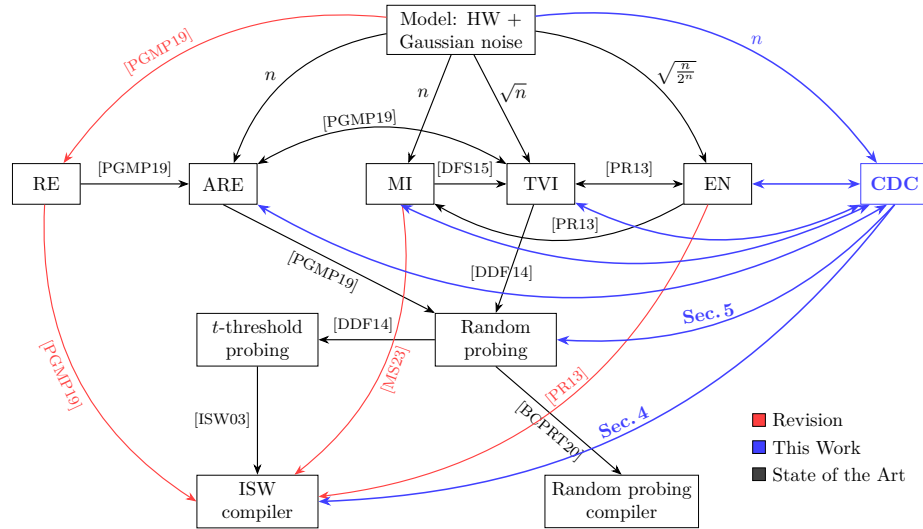 Model: HW +
Gaussian noise
[PGMP19]
n
n
n
√n
√(n/2ⁿ)
[PGMP19]
RE
[PGMP19]
ARE
MI
[DFS15]
TVI
[PR13]
EN
CDC
[PR13]
[PGMP19]
[DDF14]
t-threshold
probing
[DDF14]
Random
probing
Sec. 5
[PGMP19]
[MS23]
[PR13]
[ISW03]
[BCPRT20]
Sec. 4
Revision
This Work
State of the Art
ISW
compiler
Random probing
compiler